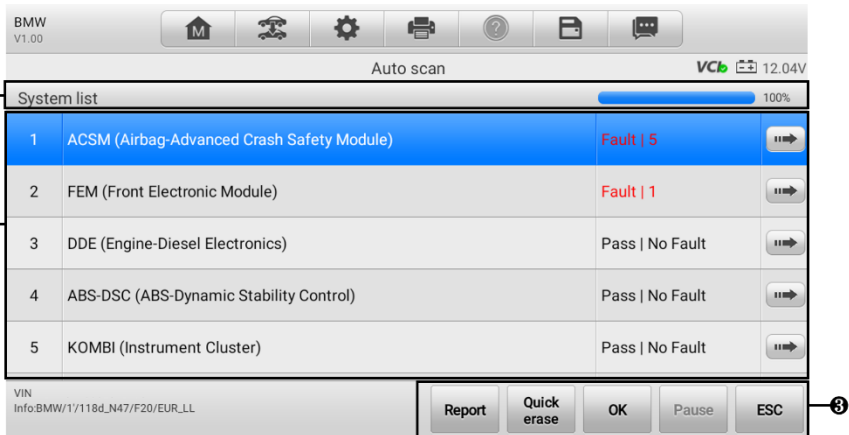 BMW
V1.00
M
?
Auto scan
VCI 12.04V
System list 100%
1 ACSM (Airbag-Advanced Crash Safety Module) Fault | 5
2 FEM (Front Electronic Module) Fault | 1
3 DDE (Engine-Diesel Electronics) Pass | No Fault
4 ABS-DSC (ABS-Dynamic Stability Control) Pass | No Fault
5 KOMBI (Instrument Cluster) Pass | No Fault
VIN
Info:BMW/1'/118d_N47/F20/EUR_LL
Report
Quick
erase
OK
Pause
ESC
❸